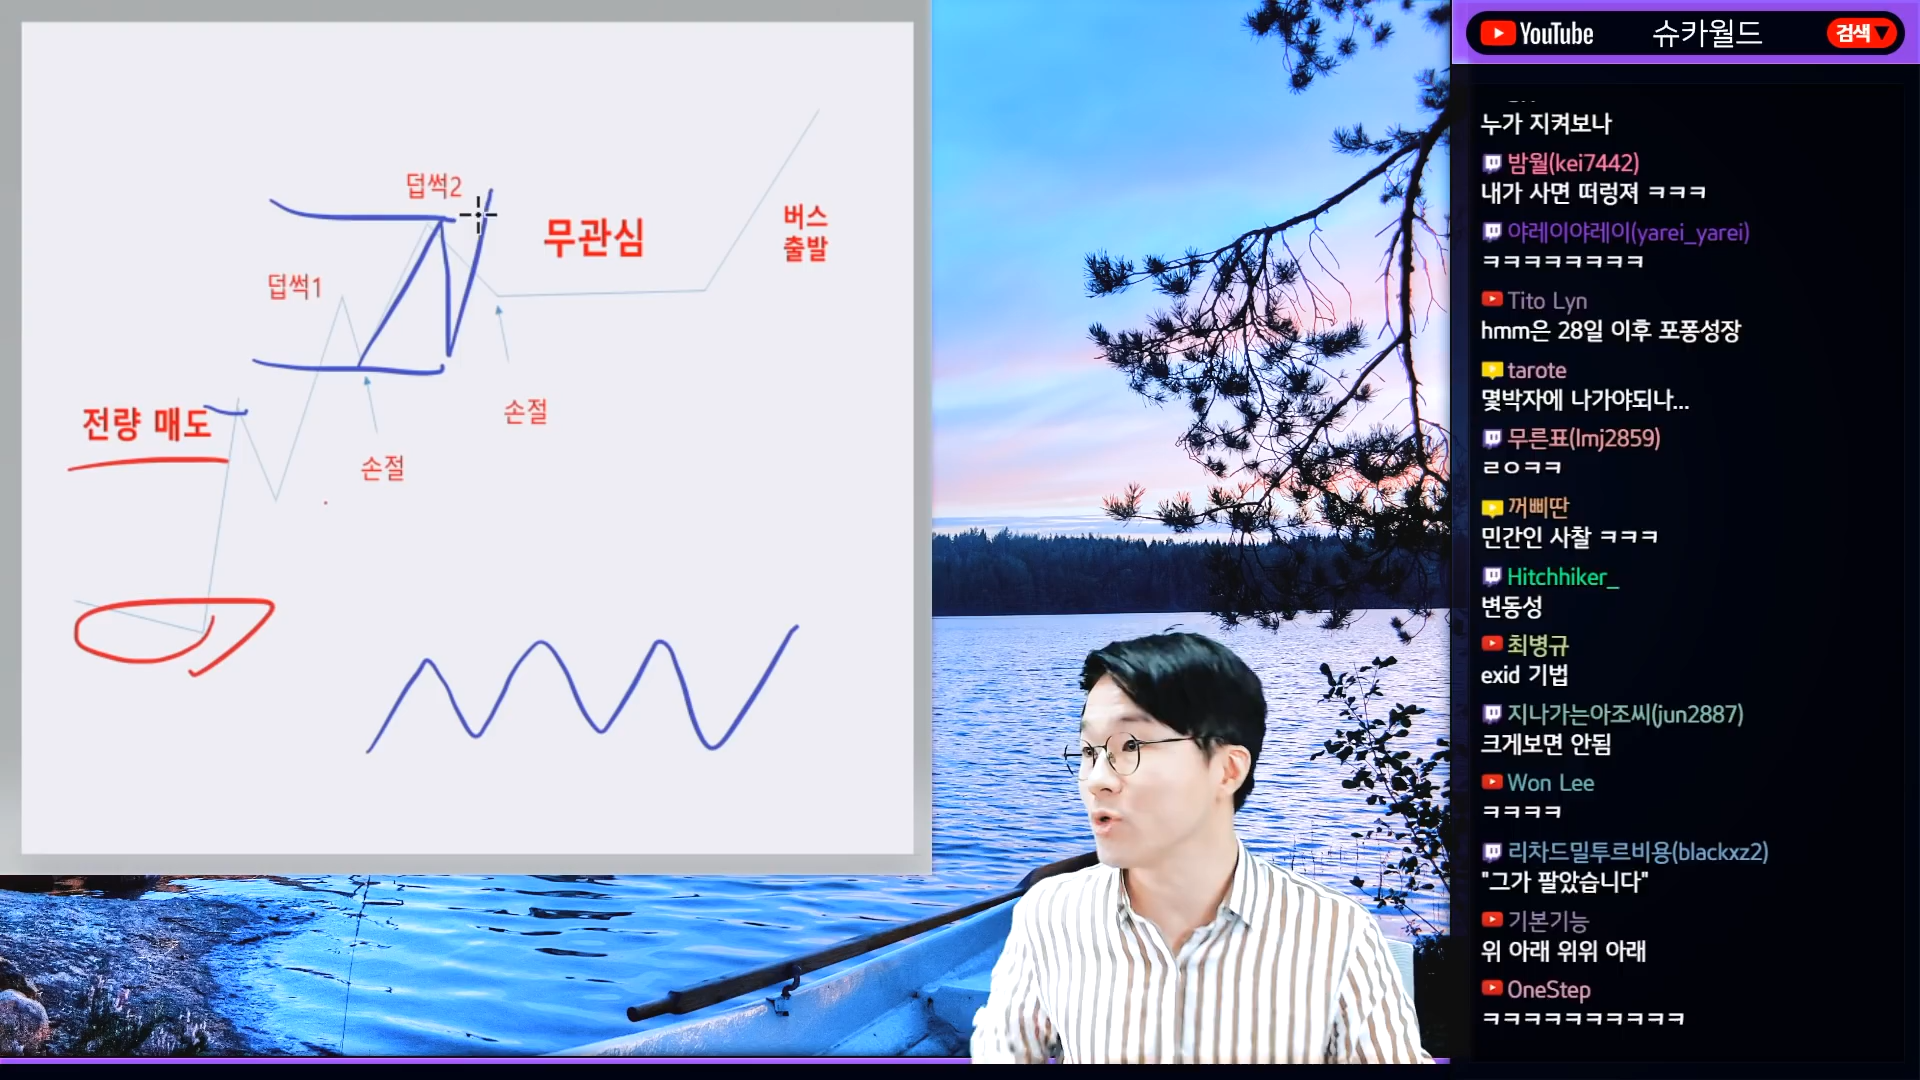 덥썩2
무관심
버스
출발
덥썩1
전량 매도
손절
손절
YouTube 슈카월드 검색▼
누가 지켜보나
밤월(kei7442)
내가 사면 떠렁져 ㅋㅋㅋ
야레이야레이(yarei_yarei)
ㅋㅋㅋㅋㅋㅋㅋㅋ
Tito Lyn
hmm은 28일 이후 포퐁성장
tarote
몇박자에 나가야되나...
무른표(lmj2859)
ㄹㅇㅋㅋ
꺼삐딴
민간인 사찰 ㅋㅋㅋ
Hitchhiker_
변동성
최병규
exid 기법
지나가는아조씨(jun2887)
크게보면 안됨
Won Lee
ㅋㅋㅋㅋ
리차드밀투르비용(blackxz2)
"그가 팔았습니다"
기본기능
위 아래 위위 아래
OneStep
ㅋㅋㅋㅋㅋㅋㅋㅋㅋㅋ